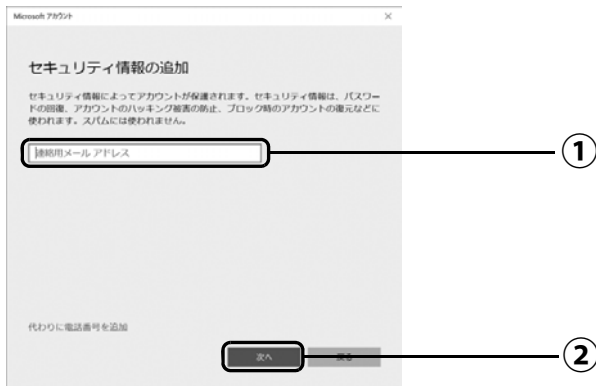 Microsoft アカウント
×
セキュリティ情報の追加
セキュリティ情報によってアカウントが保護されます。セキュリティ情報は、パスワー
ドの回復、アカウントのハッキング被害の防止、ブロック時のアカウントの復元などに
使われます。スパムには使われません。
連絡用メール アドレス
①
代わりに電話番号を追加
次へ
戻る
②